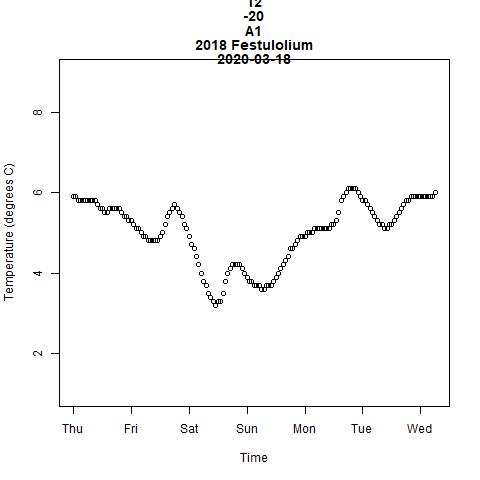 T2
-20
A1
2018 Festulolium
2020-03-18
Temperature (degrees C)
8
6
4
2
Thu Fri Sat Sun Mon Tue Wed
Time